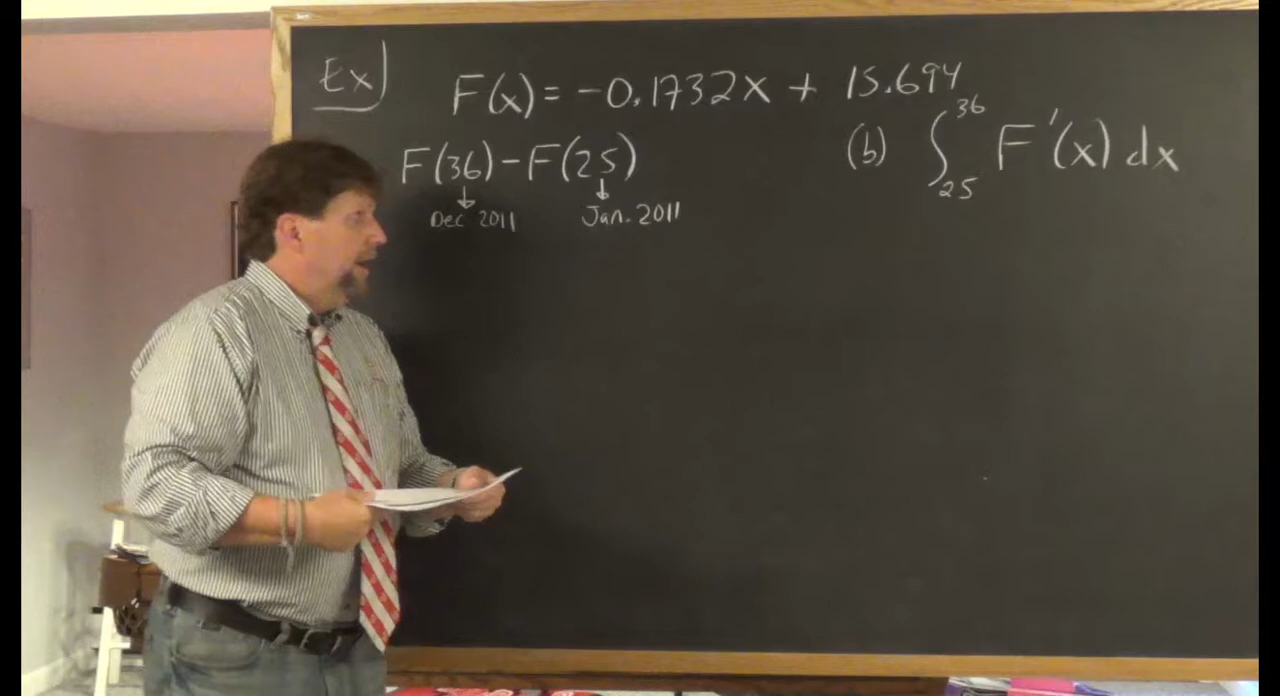 Ex)
F(x) = -0.1732x + 15.694
F(36) - F(25)
↓ ↓
Dec 2011 Jan. 2011
(b) ∫₂₅³⁶ F'(x) dx